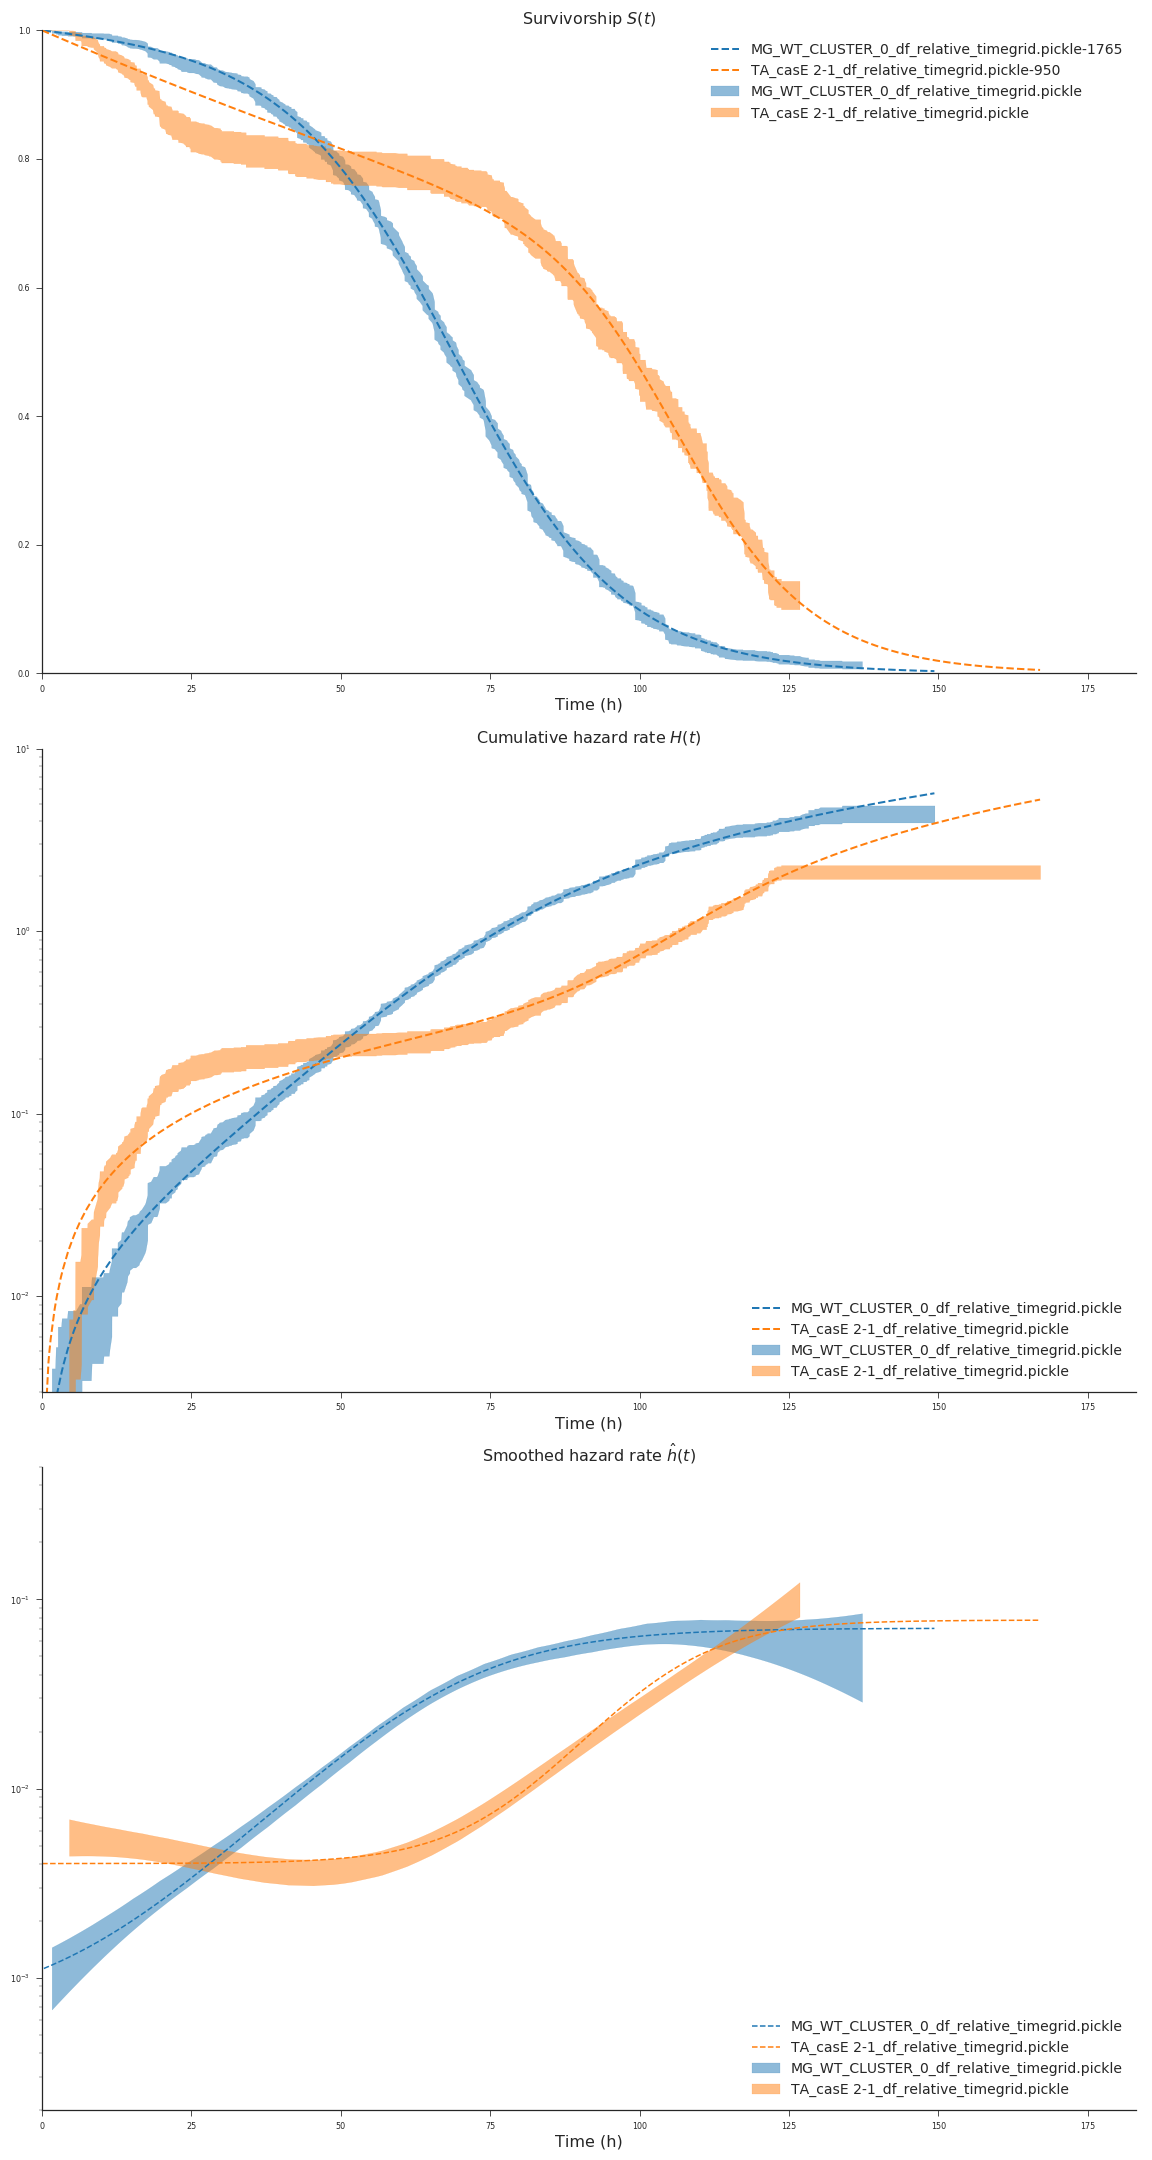 Survivorship S(t)
1.0
0.8
0.6
0.4
0.2
0.0
MG_WT_CLUSTER_0_df_relative_timegrid.pickle-1765
TA_casE 2-1_df_relative_timegrid.pickle-950
MG_WT_CLUSTER_0_df_relative_timegrid.pickle
TA_casE 2-1_df_relative_timegrid.pickle
0 25 50 75 100 125 150 175
Time (h)
Cumulative hazard rate H(t)
10¹
10⁰
10⁻¹
10⁻²
MG_WT_CLUSTER_0_df_relative_timegrid.pickle
TA_casE 2-1_df_relative_timegrid.pickle
MG_WT_CLUSTER_0_df_relative_timegrid.pickle
TA_casE 2-1_df_relative_timegrid.pickle
0 25 50 75 100 125 150 175
Time (h)
Smoothed hazard rate ĥ(t)
10⁻¹
10⁻²
10⁻³
MG_WT_CLUSTER_0_df_relative_timegrid.pickle
TA_casE 2-1_df_relative_timegrid.pickle
MG_WT_CLUSTER_0_df_relative_timegrid.pickle
TA_casE 2-1_df_relative_timegrid.pickle
0 25 50 75 100 125 150 175
Time (h)